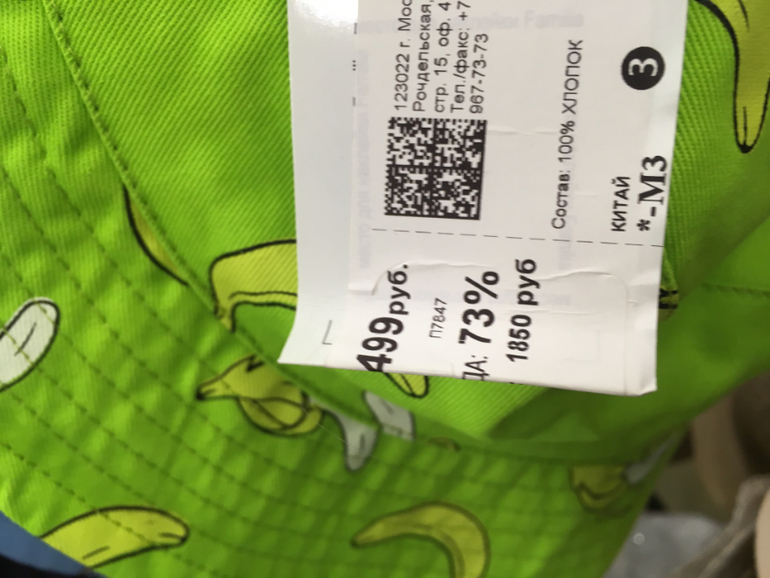 123022 г. Мос
Рочдельская,
стр. 15, оф. 4
Тел./факс: +7
967-73-73
Состав: 100% ХЛОПОК
КИТАЙ
*-М3
3
499руб.
П7847
ДА: 73%
1850 руб